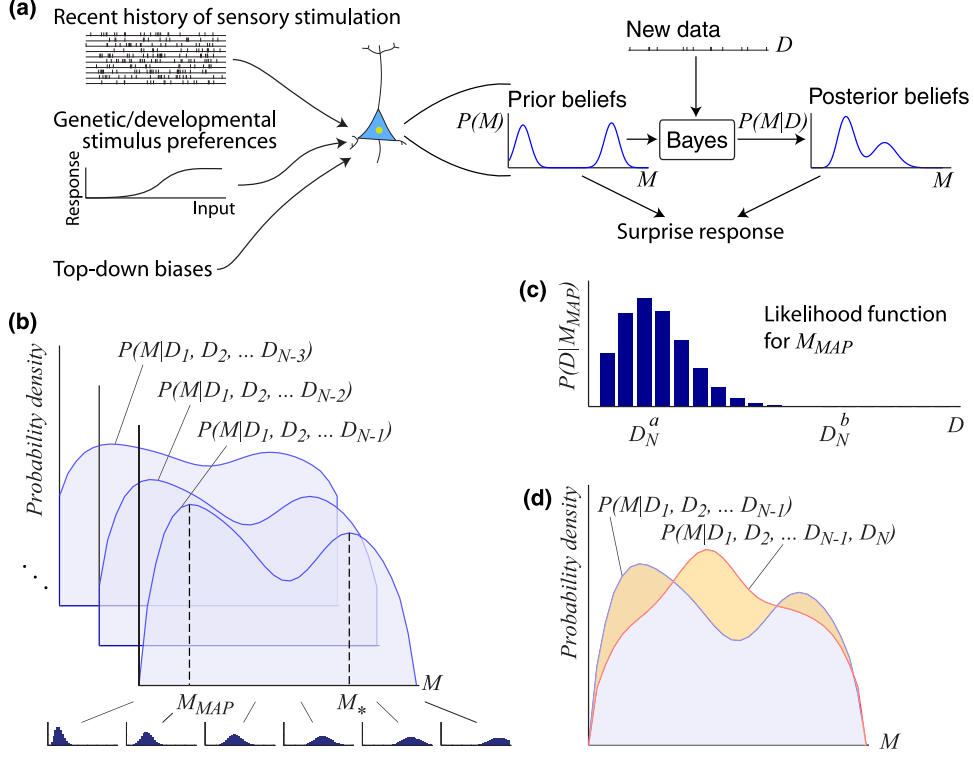 (a)
Recent history of sensory stimulation
Genetic/developmental
stimulus preferences
Response
Input
Top-down biases
New data
D
Prior beliefs
P(M)
M
Bayes
P(M|D)
Posterior beliefs
M
Surprise response
(b)
Probability density
P(M|D1, D2, ... DN-3)
P(M|D1, D2, ... DN-2)
P(M|D1, D2, ... DN-1)
. . .
M
MMAP
M*
(c)
P(D|MMAP)
Likelihood function
for MMAP
D
DNa
DNb
(d)
Probability density
P(M|D1, D2, ... DN-1)
P(M|D1, D2, ... DN-1, DN)
M